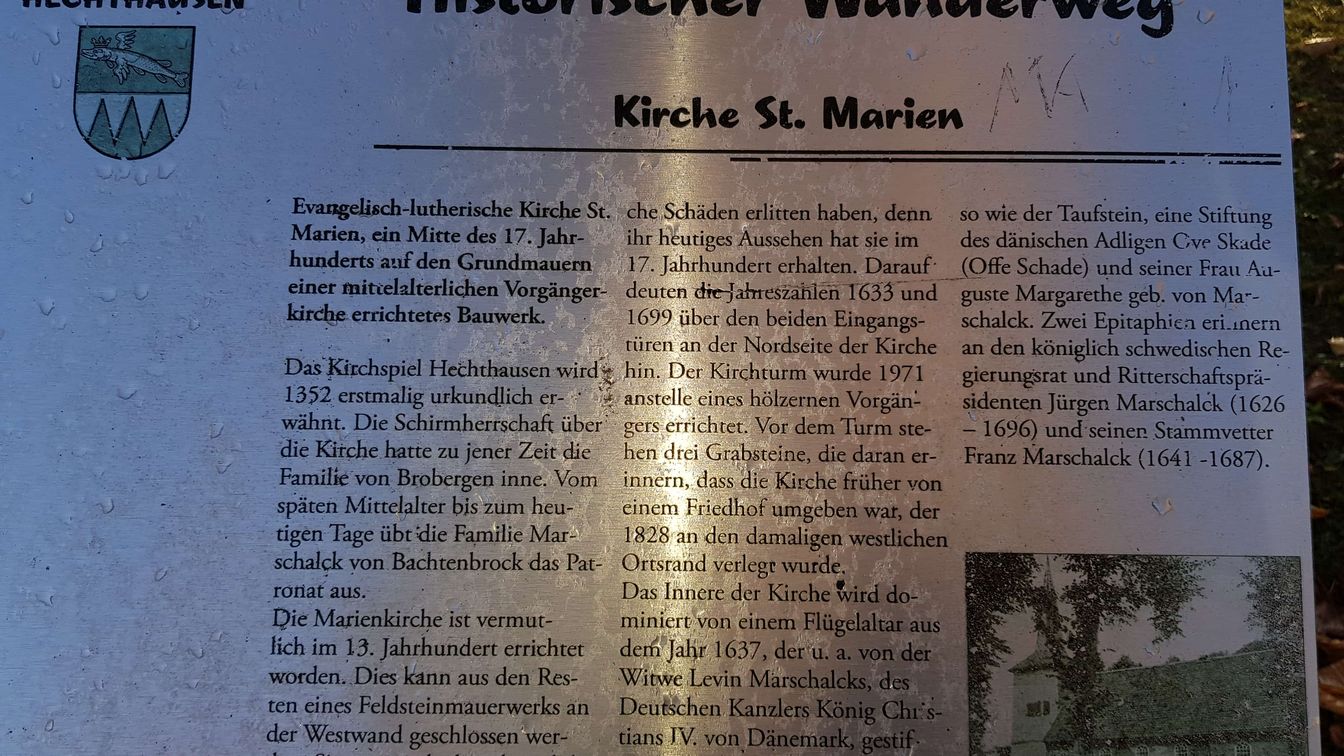 HECHTHAUSEN
Historischer Wanderweg
Kirche St. Marien
Evangelisch-lutherische Kirche St.
Marien, ein Mitte des 17. Jahr-
hunderts auf den Grundmauern
einer mittelalterlichen Vorgänger-
kirche errichtetes Bauwerk.
Das Kirchspiel Hechthausen wird
1352 erstmalig urkundlich er-
wähnt. Die Schirmherrschaft über
die Kirche hatte zu jener Zeit die
Familie von Brobergen inne. Vom
späten Mittelalter bis zum heu-
tigen Tage übt die Familie Mar-
schalck von Bachtenbrock das Pat-
ronat aus.
Die Marienkirche ist vermut-
lich im 13. Jahrhundert errichtet
worden. Dies kann aus den Res-
ten eines Feldsteinmauerwerks an
der Westwand geschlossen wer-
che Schäden erlitten haben, denn
ihr heutiges Aussehen hat sie im
17. Jahrhundert erhalten. Darauf
deuten die Jahreszahlen 1633 und
1699 über den beiden Eingangs-
türen an der Nordseite der Kirche
hin. Der Kirchturm wurde 1971
anstelle eines hölzernen Vorgän-
gers errichtet. Vor dem Turm ste-
hen drei Grabsteine, die daran er-
innern, dass die Kirche früher von
einem Friedhof umgeben war, der
1828 an den damaligen westlichen
Ortsrand verlegt wurde.
Das Innere der Kirche wird do-
miniert von einem Flügelaltar aus
dem Jahr 1637, der u. a. von der
Witwe Levin Marschalcks, des
Deutschen Kanzlers König Chris-
tians IV. von Dänemark, gestif-
so wie der Taufstein, eine Stiftung
des dänischen Adligen Ove Skade
(Offe Schade) und seiner Frau Au-
guste Margarethe geb. von Mar-
schalck. Zwei Epitaphien erinnern
an den königlich schwedischen Re-
gierungsrat und Ritterschaftsprä-
sidenten Jürgen Marschalck (1626
– 1696) und seinen Stammvetter
Franz Marschalck (1641 -1687).